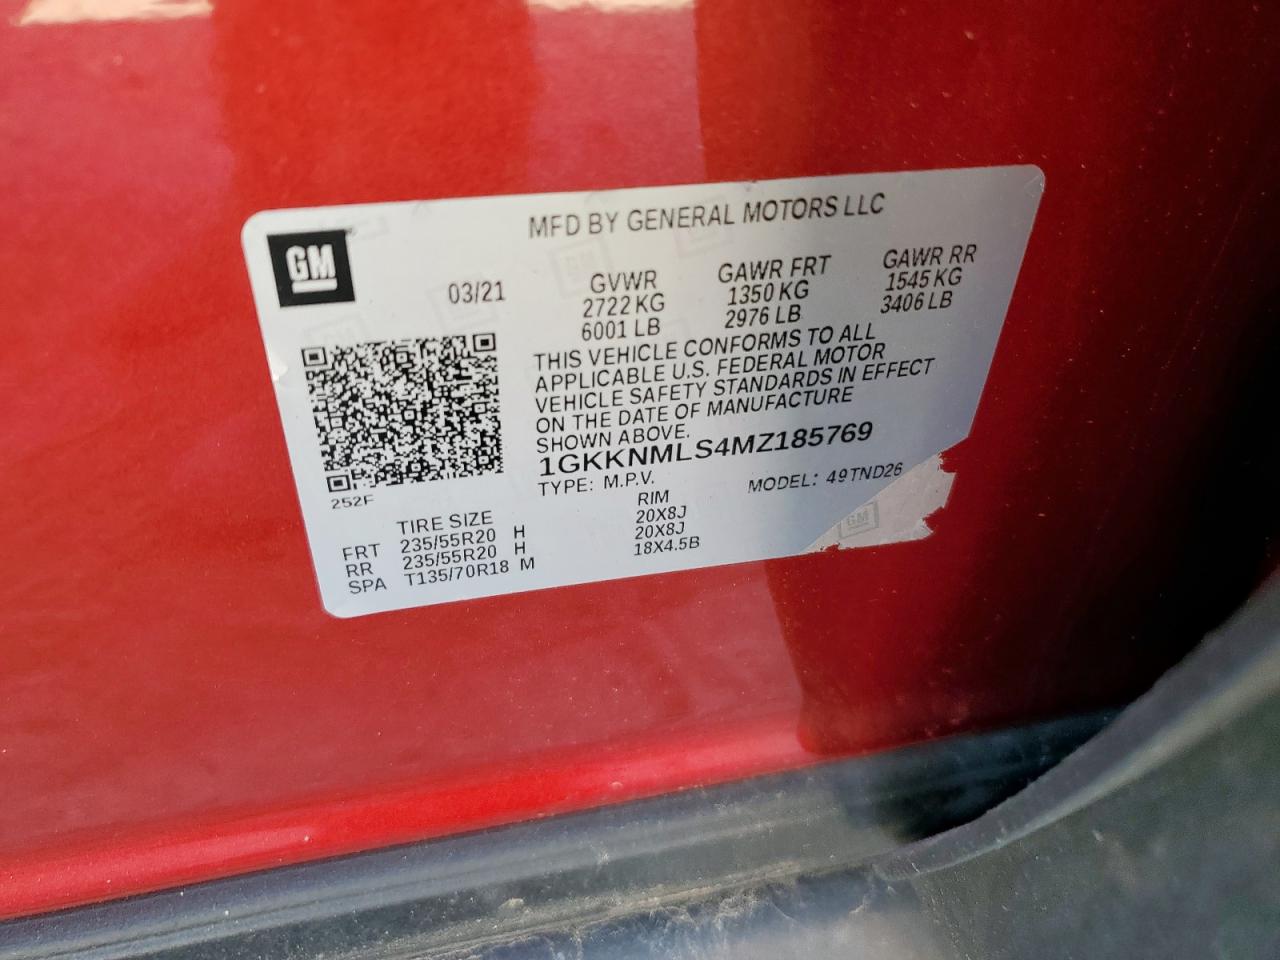 MFD BY GENERAL MOTORS LLC
GM
03/21
GVWR
2722 KG
6001 LB
GAWR FRT
1350 KG
2976 LB
GAWR RR
1545 KG
3406 LB
THIS VEHICLE CONFORMS TO ALL
APPLICABLE U.S. FEDERAL MOTOR
VEHICLE SAFETY STANDARDS IN EFFECT
ON THE DATE OF MANUFACTURE
SHOWN ABOVE.
1GKKNMLS4MZ185769
TYPE: M.P.V. MODEL: 49TND26
252F
TIRE SIZE RIM
FRT 235/55R20 H 20X8J
RR 235/55R20 H 20X8J
SPA T135/70R18 M 18X4.5B
GM